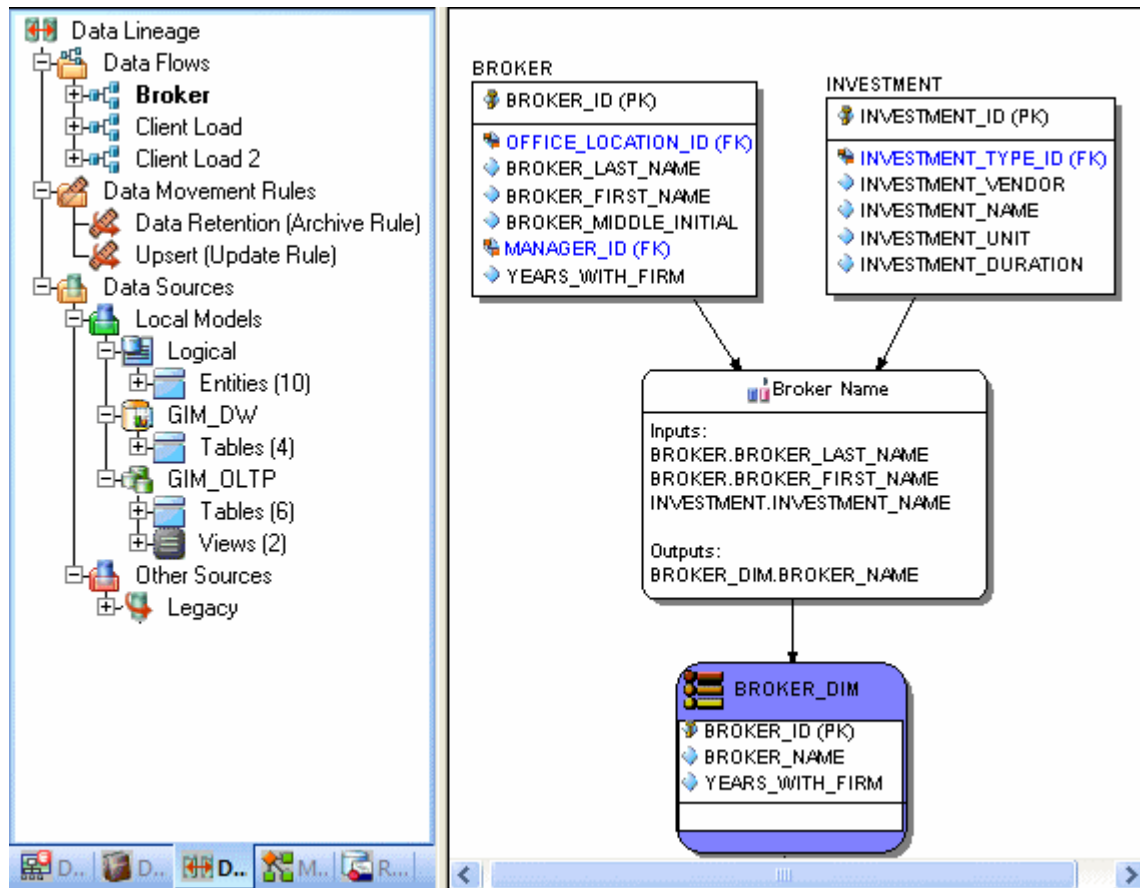 Data Lineage
Data Flows
Broker
Client Load
Client Load 2
Data Movement Rules
Data Retention (Archive Rule)
Upsert (Update Rule)
Data Sources
Local Models
Logical
Entities (10)
GIM_DW
Tables (4)
GIM_OLTP
Tables (6)
Views (2)
Other Sources
Legacy
D..
D..
D..
M..
R...
BROKER
BROKER_ID (PK)
OFFICE_LOCATION_ID (FK)
BROKER_LAST_NAME
BROKER_FIRST_NAME
BROKER_MIDDLE_INITIAL
MANAGER_ID (FK)
YEARS_WITH_FIRM
INVESTMENT
INVESTMENT_ID (PK)
INVESTMENT_TYPE_ID (FK)
INVESTMENT_VENDOR
INVESTMENT_NAME
INVESTMENT_UNIT
INVESTMENT_DURATION
Broker Name
Inputs:
BROKER.BROKER_LAST_NAME
BROKER.BROKER_FIRST_NAME
INVESTMENT.INVESTMENT_NAME
Outputs:
BROKER_DIM.BROKER_NAME
BROKER_DIM
BROKER_ID (PK)
BROKER_NAME
YEARS_WITH_FIRM